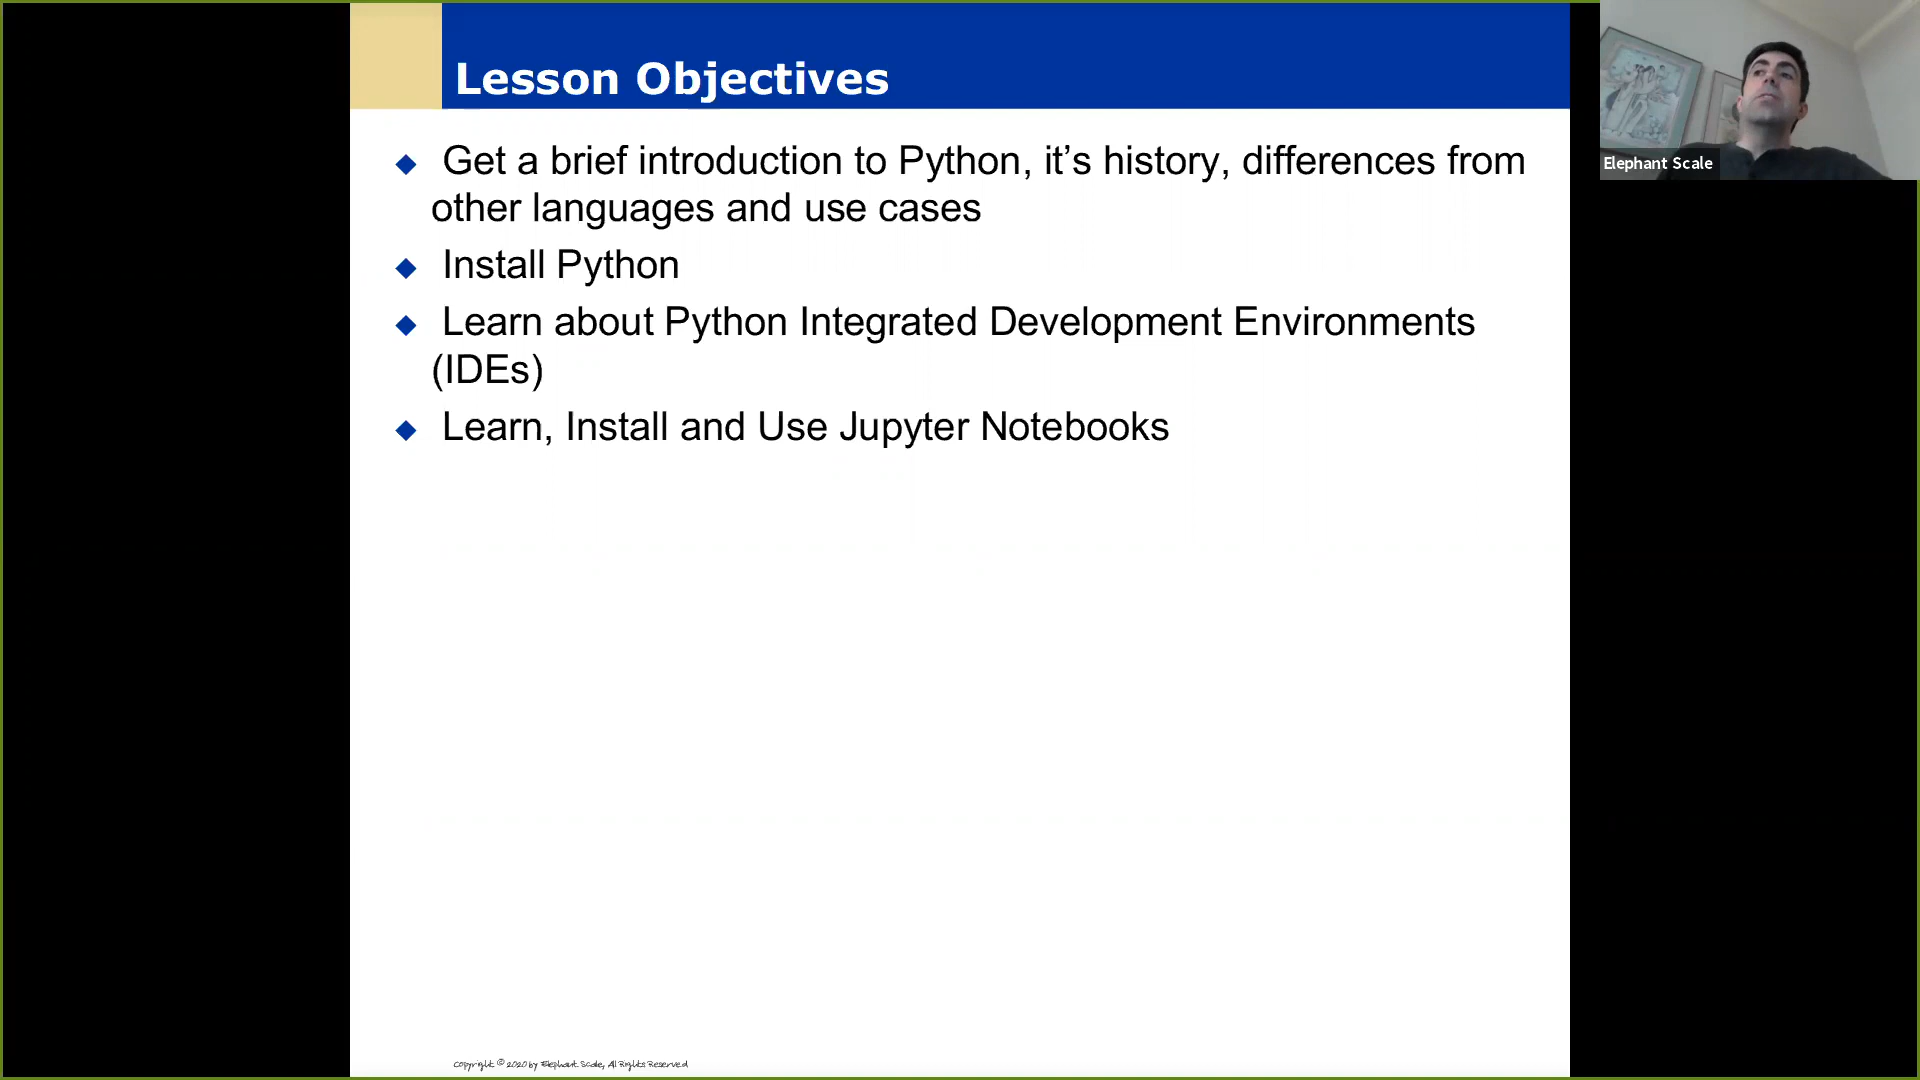 Lesson Objectives
Get a brief introduction to Python, it’s history, differences from
other languages and use cases
Install Python
Learn about Python Integrated Development Environments
(IDEs)
Learn, Install and Use Jupyter Notebooks
Elephant Scale
Copyright © 2020 by Elephant Scale, All Rights Reserved